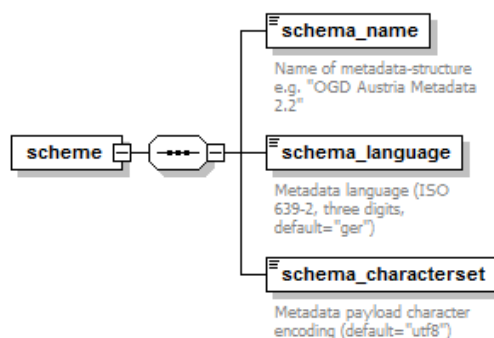 schema_name
Name of metadata-structure
e.g. "OGD Austria Metadata
2.2"
scheme
schema_language
Metadata language (ISO
639-2, three digits,
default="ger")
schema_characterset
Metadata payload character
encoding (default="utf8")